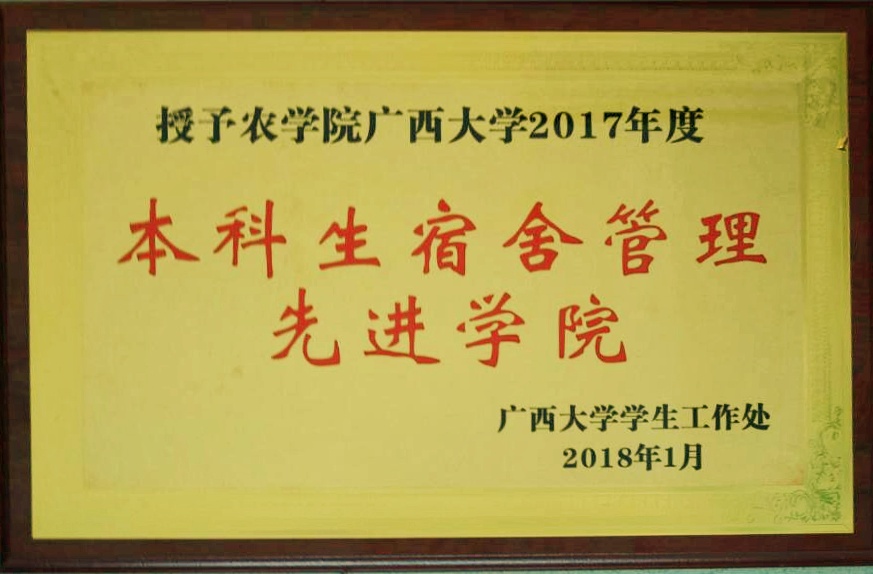 授予农学院广西大学2017年度
本科生宿舍管理
先进学院
广西大学学生工作处
2018年1月